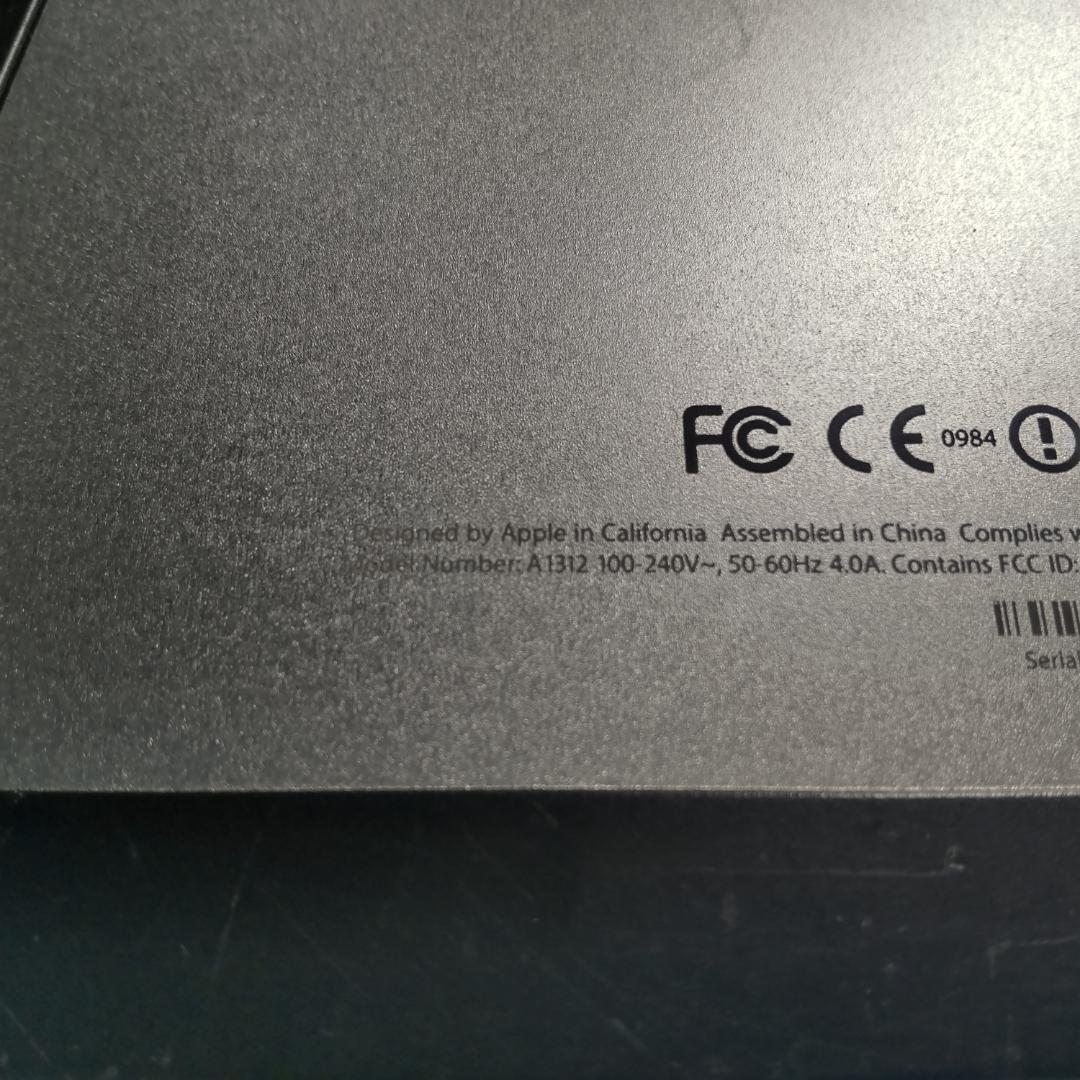 FC CE 0984
Designed by Apple in California Assembled in China Complies w
Model Number: A1312 100-240V~, 50-60Hz 4.0A. Contains FCC ID:
Serial